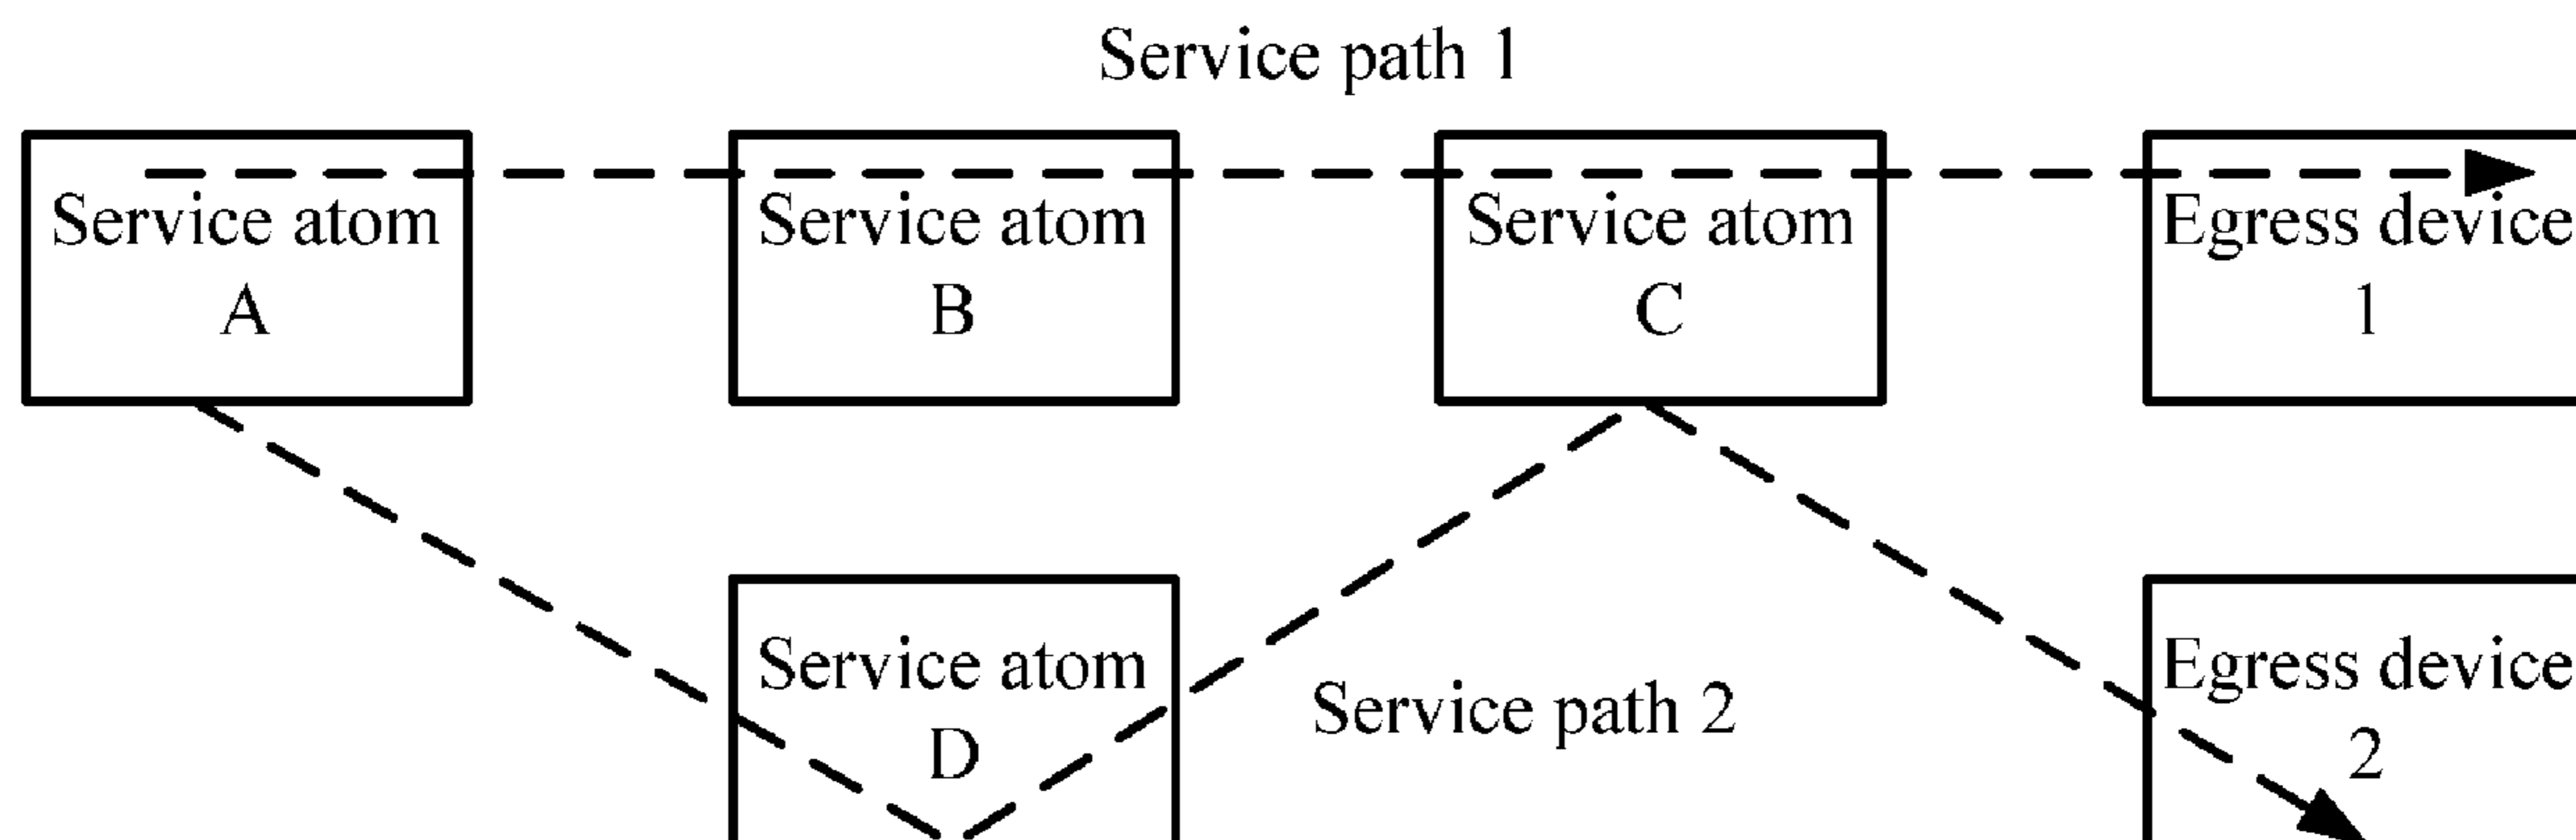 Service path 1
Service atom
A
Service atom
B
Service atom
C
Egress device
1
Service atom
D
Service path 2
Egress device
2